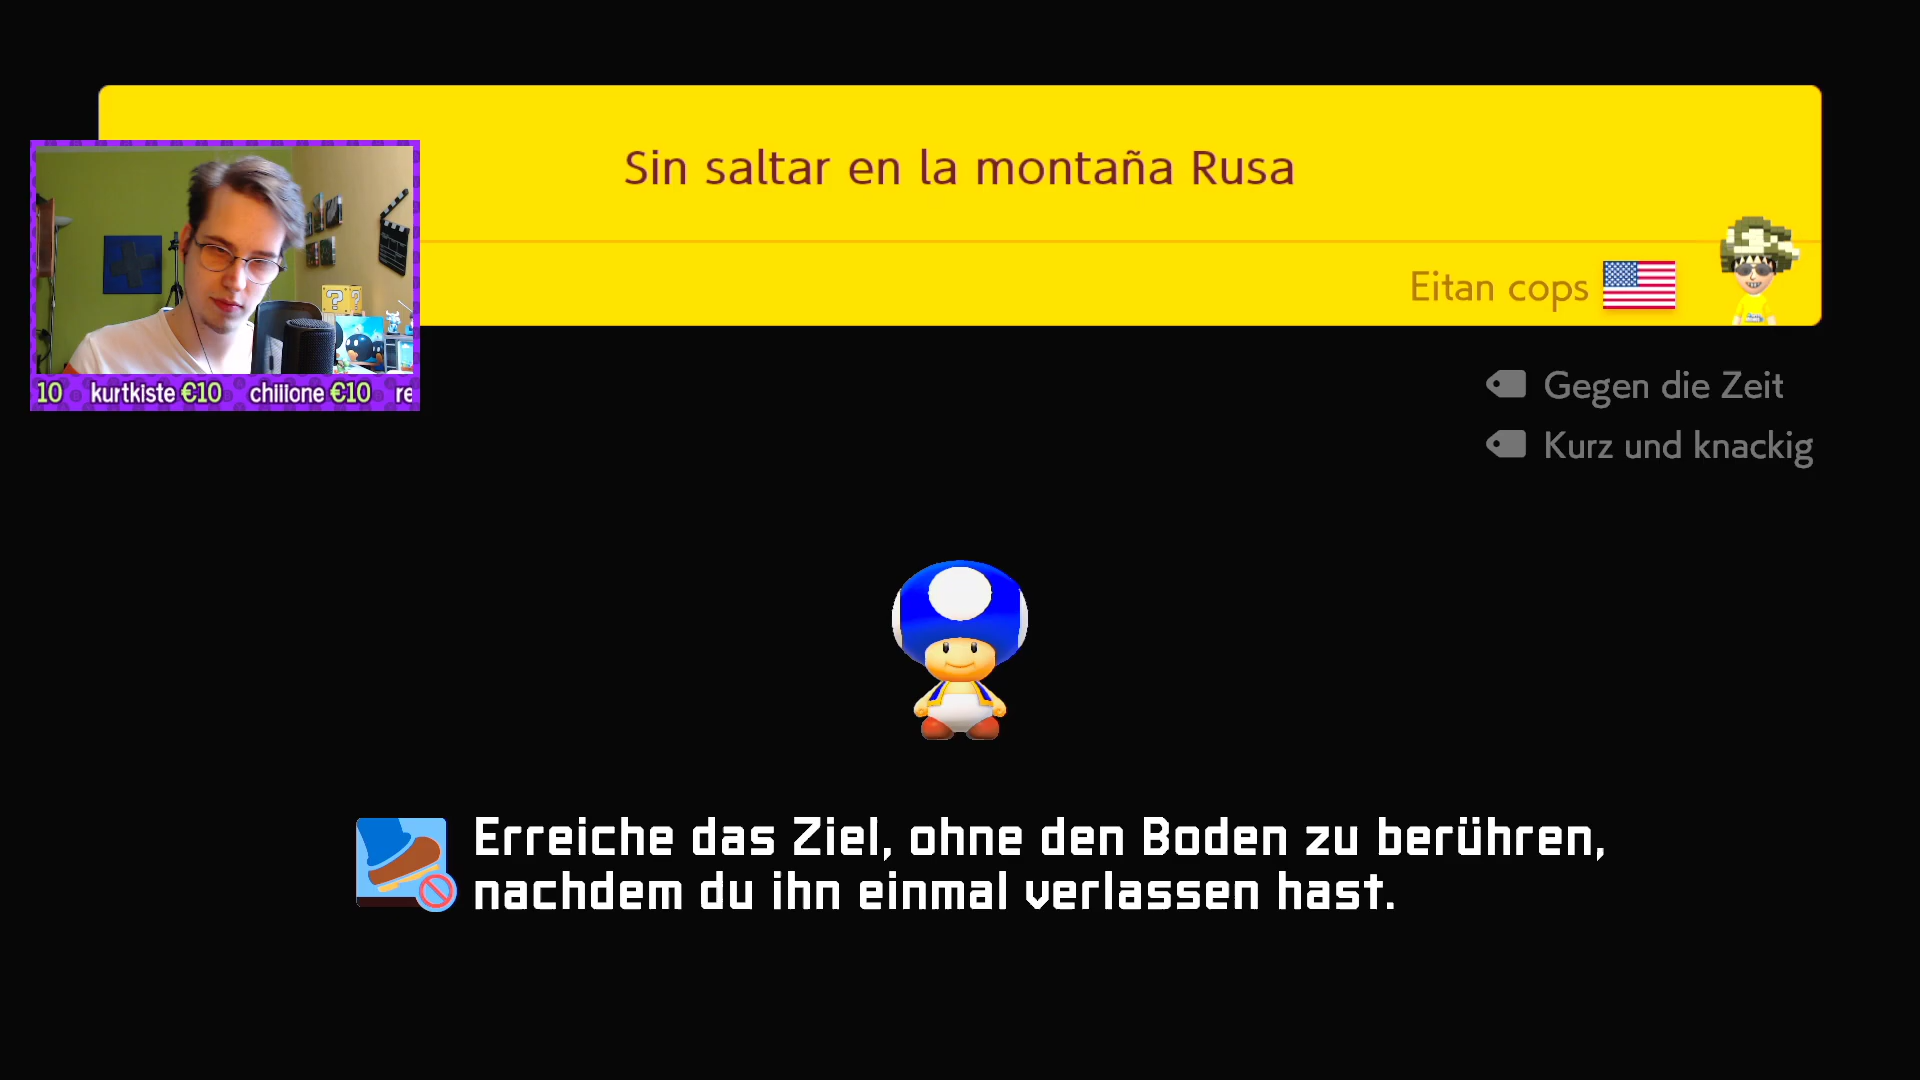 Sin saltar en la montaña Rusa
Eitan cops
10 kurtkiste €10 chiiione €10 re
Gegen die Zeit
Kurz und knackig
Erreiche das Ziel, ohne den Boden zu berühren,
nachdem du ihn einmal verlassen hast.